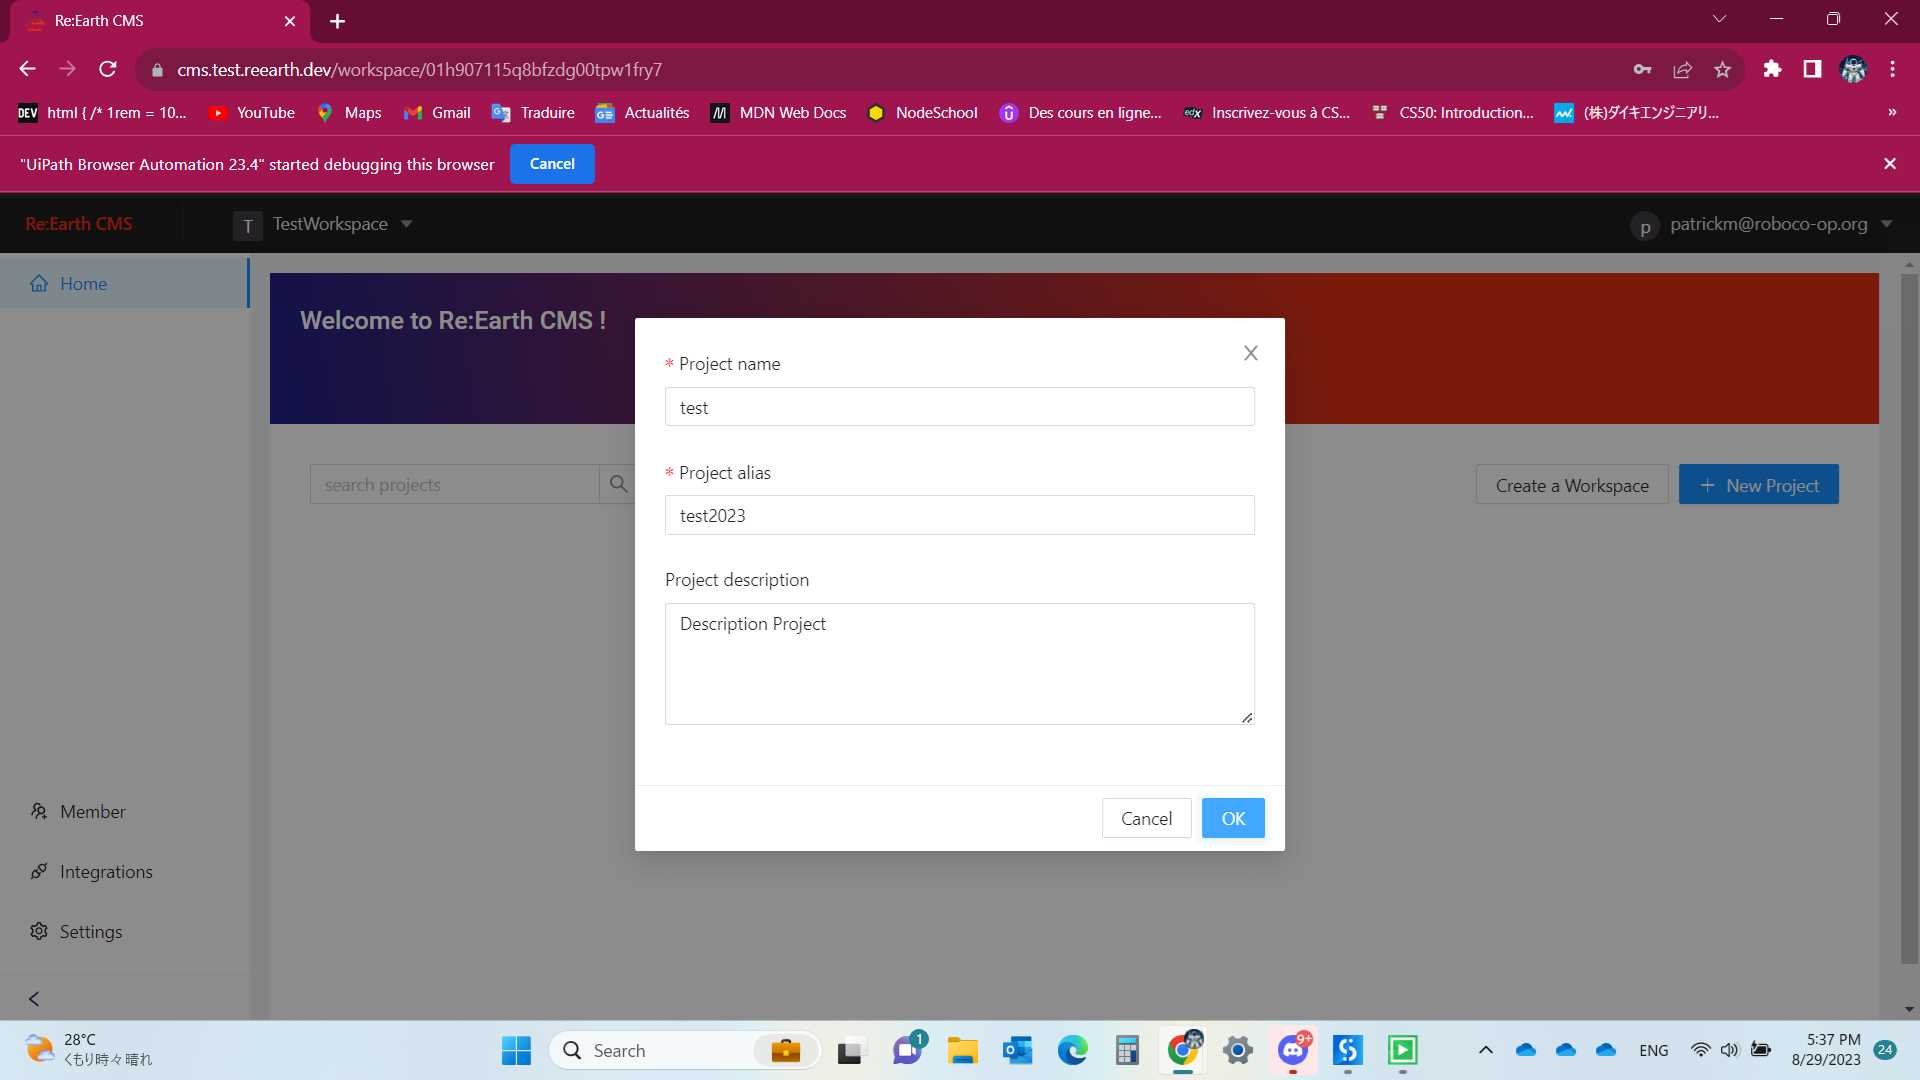 Re:Earth CMS
cms.test.reearth.dev/workspace/01h907115q8bfzdg00tpw1fry7
DEV html { /* 1rem = 10... YouTube Maps Gmail Traduire Actualités MDN Web Docs NodeSchool Des cours en ligne... edX Inscrivez-vous à CS... CS50: Introduction... (株)ダイキエンジニアリ... »
"UiPath Browser Automation 23.4" started debugging this browser Cancel
Re:Earth CMS T TestWorkspace p patrickm@roboco-op.org
Home
Welcome to Re:Earth CMS !
search projects
Create a Workspace + New Project
* Project name
test
* Project alias
test2023
Project description
Description Project
Cancel OK
Member
Integrations
Settings
28°C
くもり時々晴れ
Search
1
9+
ENG
5:37 PM
8/29/2023
24